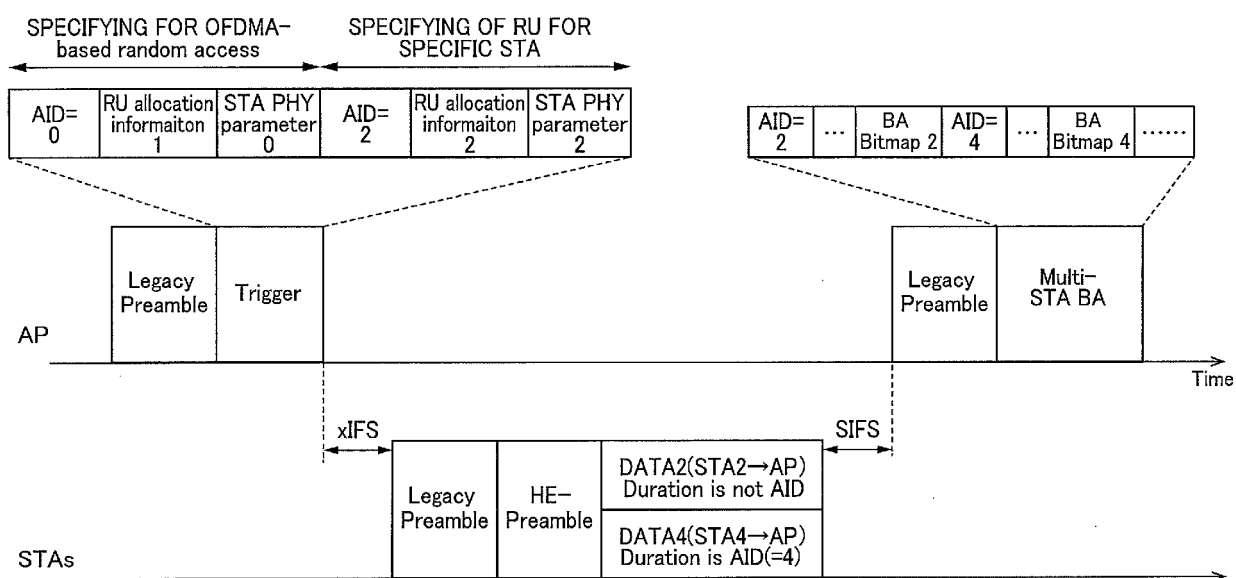 SPECIFYING FOR OFDMA-
based random access
SPECIFYING OF RU FOR
SPECIFIC STA
AID=
0
RU allocation
informaiton
1
STA PHY
parameter
0
AID=
2
RU allocation
informaiton
2
STA PHY
parameter
2
AID=
2
...
BA
Bitmap 2
AID=
4
...
BA
Bitmap 4
......
Legacy
Preamble
Trigger
Legacy
Preamble
Multi-
STA BA
AP
Time
xIFS
SIFS
Legacy
Preamble
HE-
Preamble
DATA2(STA2→AP)
Duration is not AID
DATA4(STA4→AP)
Duration is AID(=4)
STAs